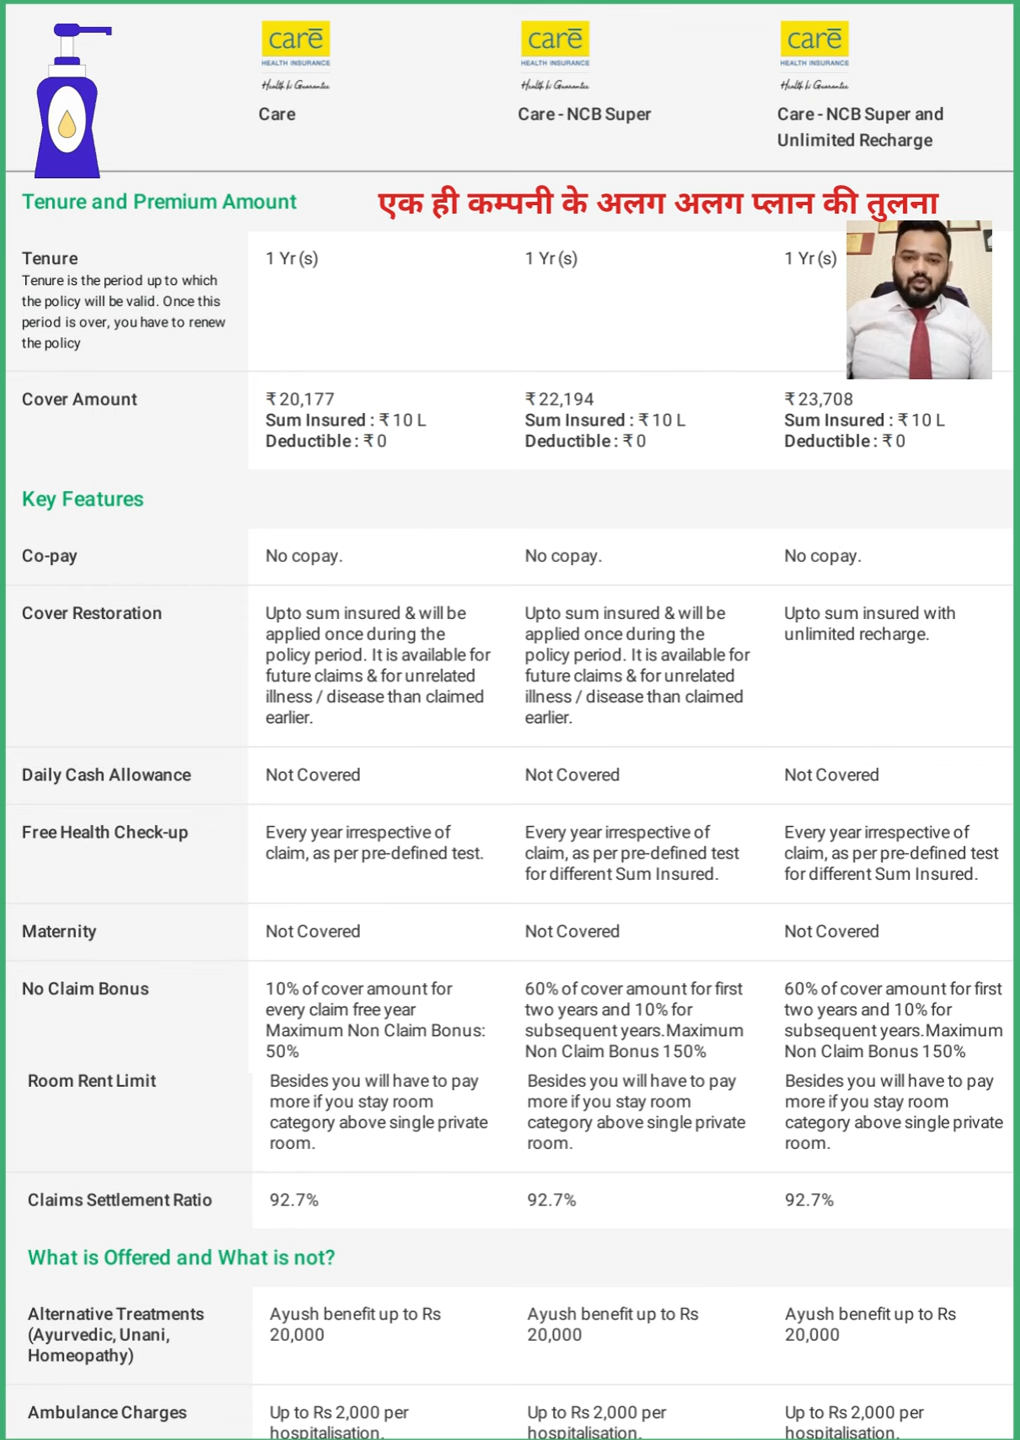 carē
HEALTH INSURANCE
Health ki Guarantee
Care
carē
HEALTH INSURANCE
Health ki Guarantee
Care - NCB Super
carē
HEALTH INSURANCE
Health ki Guarantee
Care - NCB Super and
Unlimited Recharge
Tenure and Premium Amount
एक ही कम्पनी के अलग अलग प्लान की तुलना
Tenure
Tenure is the period up to which
the policy will be valid. Once this
period is over, you have to renew
the policy
1 Yr(s)
1 Yr(s)
1 Yr(s)
Cover Amount
₹ 20,177
Sum Insured : ₹ 10 L
Deductible : ₹ 0
₹ 22,194
Sum Insured : ₹ 10 L
Deductible : ₹ 0
₹ 23,708
Sum Insured : ₹ 10 L
Deductible : ₹ 0
Key Features
Co-pay
No copay.
No copay.
No copay.
Cover Restoration
Upto sum insured & will be
applied once during the
policy period. It is available for
future claims & for unrelated
illness / disease than claimed
earlier.
Upto sum insured & will be
applied once during the
policy period. It is available for
future claims & for unrelated
illness / disease than claimed
earlier.
Upto sum insured with
unlimited recharge.
Daily Cash Allowance
Not Covered
Not Covered
Not Covered
Free Health Check-up
Every year irrespective of
claim, as per pre-defined test.
Every year irrespective of
claim, as per pre-defined test
for different Sum Insured.
Every year irrespective of
claim, as per pre-defined test
for different Sum Insured.
Maternity
Not Covered
Not Covered
Not Covered
No Claim Bonus
10% of cover amount for
every claim free year
Maximum Non Claim Bonus:
50%
60% of cover amount for first
two years and 10% for
subsequent years.Maximum
Non Claim Bonus 150%
60% of cover amount for first
two years and 10% for
subsequent years.Maximum
Non Claim Bonus 150%
Room Rent Limit
Besides you will have to pay
more if you stay room
category above single private
room.
Besides you will have to pay
more if you stay room
category above single private
room.
Besides you will have to pay
more if you stay room
category above single private
room.
Claims Settlement Ratio
92.7%
92.7%
92.7%
What is Offered and What is not?
Alternative Treatments
(Ayurvedic, Unani,
Homeopathy)
Ayush benefit up to Rs
20,000
Ayush benefit up to Rs
20,000
Ayush benefit up to Rs
20,000
Ambulance Charges
Up to Rs 2,000 per
hospitalisation.
Up to Rs 2,000 per
hospitalisation.
Up to Rs 2,000 per
hospitalisation.